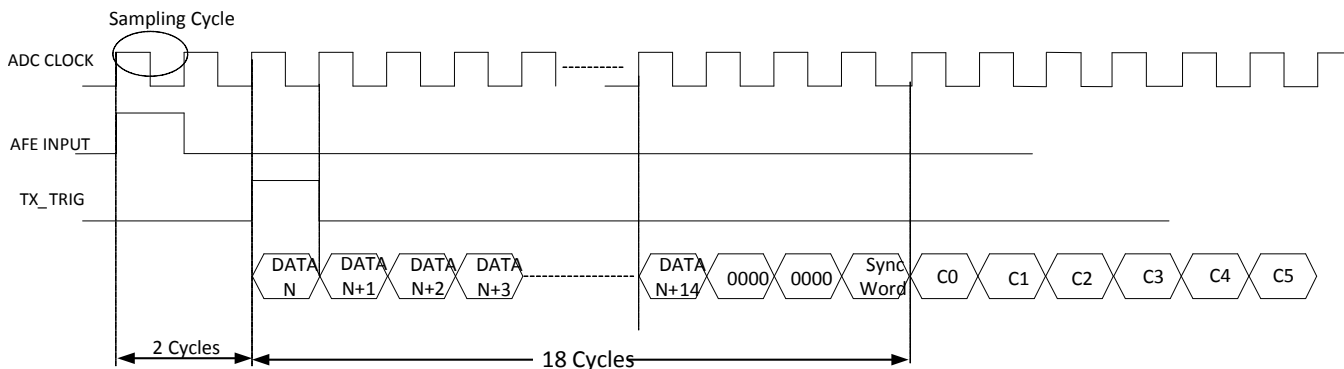 Sampling Cycle
ADC CLOCK
AFE INPUT
TX_TRIG
DATA
N
DATA
N+1
DATA
N+2
DATA
N+3
DATA
N+14
0000
0000
Sync
Word
C0
C1
C2
C3
C4
C5
2 Cycles
18 Cycles